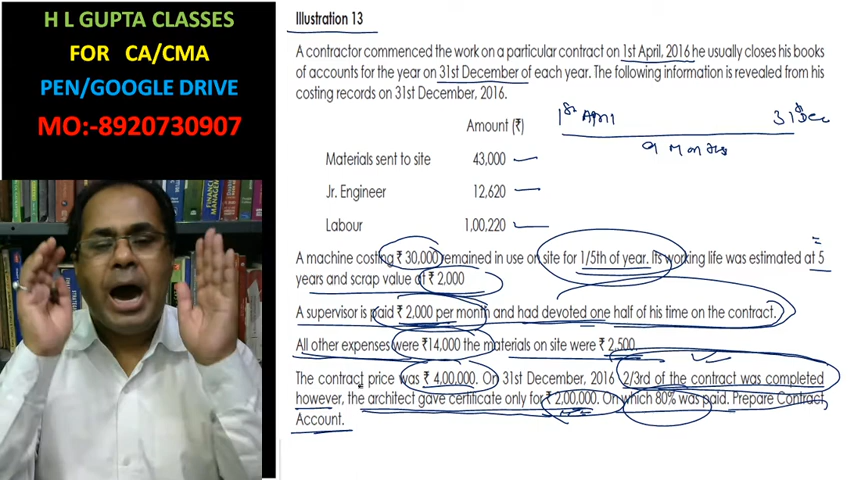 H L GUPTA CLASSES
FOR CA/CMA
PEN/GOOGLE DRIVE
MO:-8920730907
Illustration 13
A contractor commenced the work on a particular contract on 1st April, 2016 he usually closes his books
of accounts for the year on 31st December of each year. The following information is revealed from his
costing records on 31st December, 2016.
1st April 31st Dec
9 Months
Amount (₹)
Materials sent to site 43,000
Jr. Engineer 12,620
Labour 1,00,220
A machine costing ₹ 30,000 remained in use on site for 1/5th of year. Its working life was estimated at 5
years and scrap value at ₹ 2,000
A supervisor is paid ₹ 2,000 per month and had devoted one half of his time on the contract.
All other expenses were ₹14,000 the materials on site were ₹ 2,500.
The contract price was ₹ 4,00,000. On 31st December, 2016 2/3rd of the contract was completed
however, the architect gave certificate only for ₹ 2,00,000. On which 80% was paid. Prepare Contract
Account.